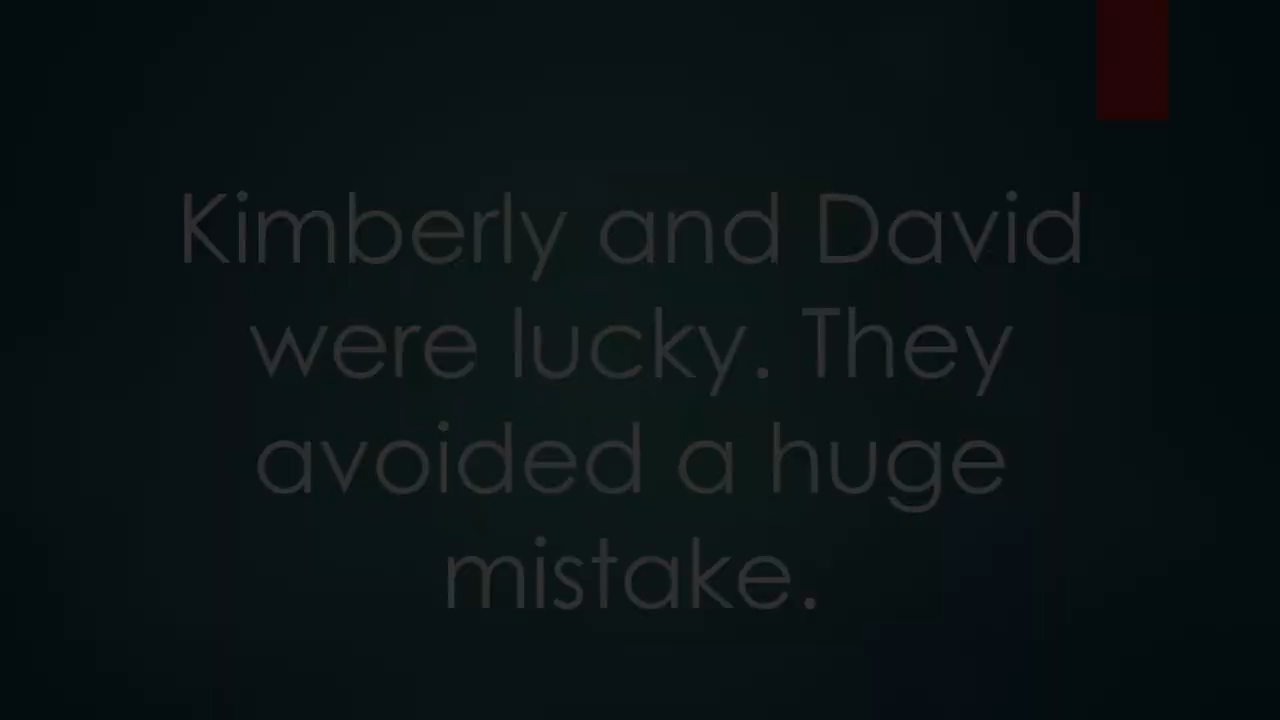 Kimberly and David
were lucky. They
avoided a huge
mistake.